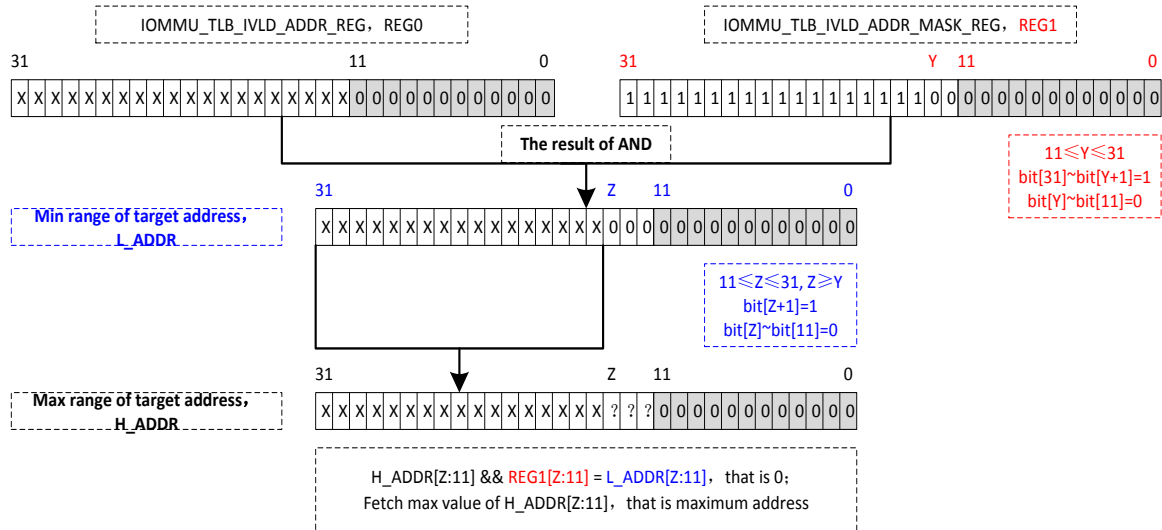 IOMMU_TLB_IVLD_ADDR_REG，REG0
IOMMU_TLB_IVLD_ADDR_MASK_REG, REG1
31 11 0
31 Y 11 0
X X X X X X X X X X X X X X X X X X X X 0 0 0 0 0 0 0 0 0 0 0 0
1 1 1 1 1 1 1 1 1 1 1 1 1 1 1 1 1 1 0 0 0 0 0 0 0 0 0 0 0 0 0 0
The result of AND
11≤Y≤31
bit[31]~bit[Y+1]=1
bit[Y]~bit[11]=0
31 Z 11 0
Min range of target address，
L_ADDR
X X X X X X X X X X X X X X X X X 0 0 0 0 0 0 0 0 0 0 0 0 0 0 0
11≤Z≤31, Z≥Y
bit[Z+1]=1
bit[Z]~bit[11]=0
31 Z 11 0
Max range of target address，
H_ADDR
X X X X X X X X X X X X X X X X X ? ? ? 0 0 0 0 0 0 0 0 0 0 0 0
H_ADDR[Z:11] && REG1[Z:11] = L_ADDR[Z:11]，that is 0；
Fetch max value of H_ADDR[Z:11]，that is maximum address